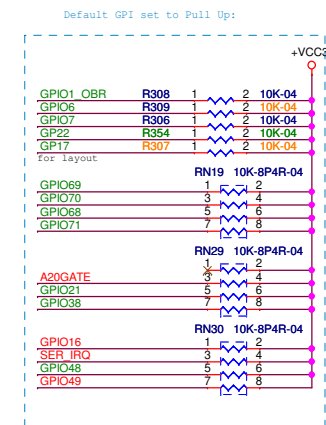 Default GPI set to Pull Up:
+VCC3
GPIO1_OBR R308 1 2 10K-04
GPIO6 R309 1 2 10K-04
GPIO7 R306 1 2 10K-04
GP22 R354 1 2 10K-04
GP17 R307 1 2 10K-04
for layout
RN19 10K-8P4R-04
GPIO69 1 2
GPIO70 3 4
GPIO68 5 6
GPIO71 7 8
RN29 10K-8P4R-04
1 2
A20GATE 3 4
GPIO21 5 6
GPIO38 7 8
RN30 10K-8P4R-04
GPIO16 1 2
SER_IRQ 3 4
GPIO48 5 6
GPIO49 7 8